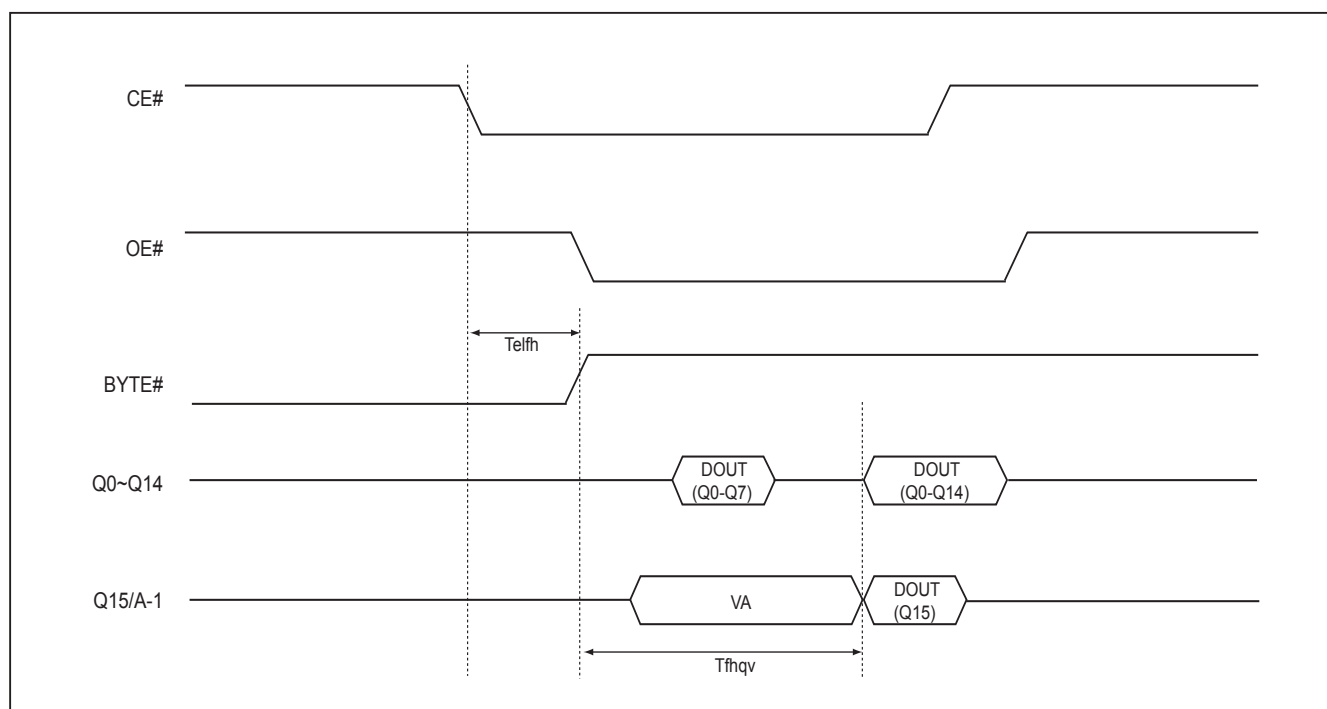 CE#
OE#
Telfh
BYTE#
Q0~Q14
DOUT
(Q0-Q7)
DOUT
(Q0-Q14)
Q15/A-1
VA
DOUT
(Q15)
Tfhqv